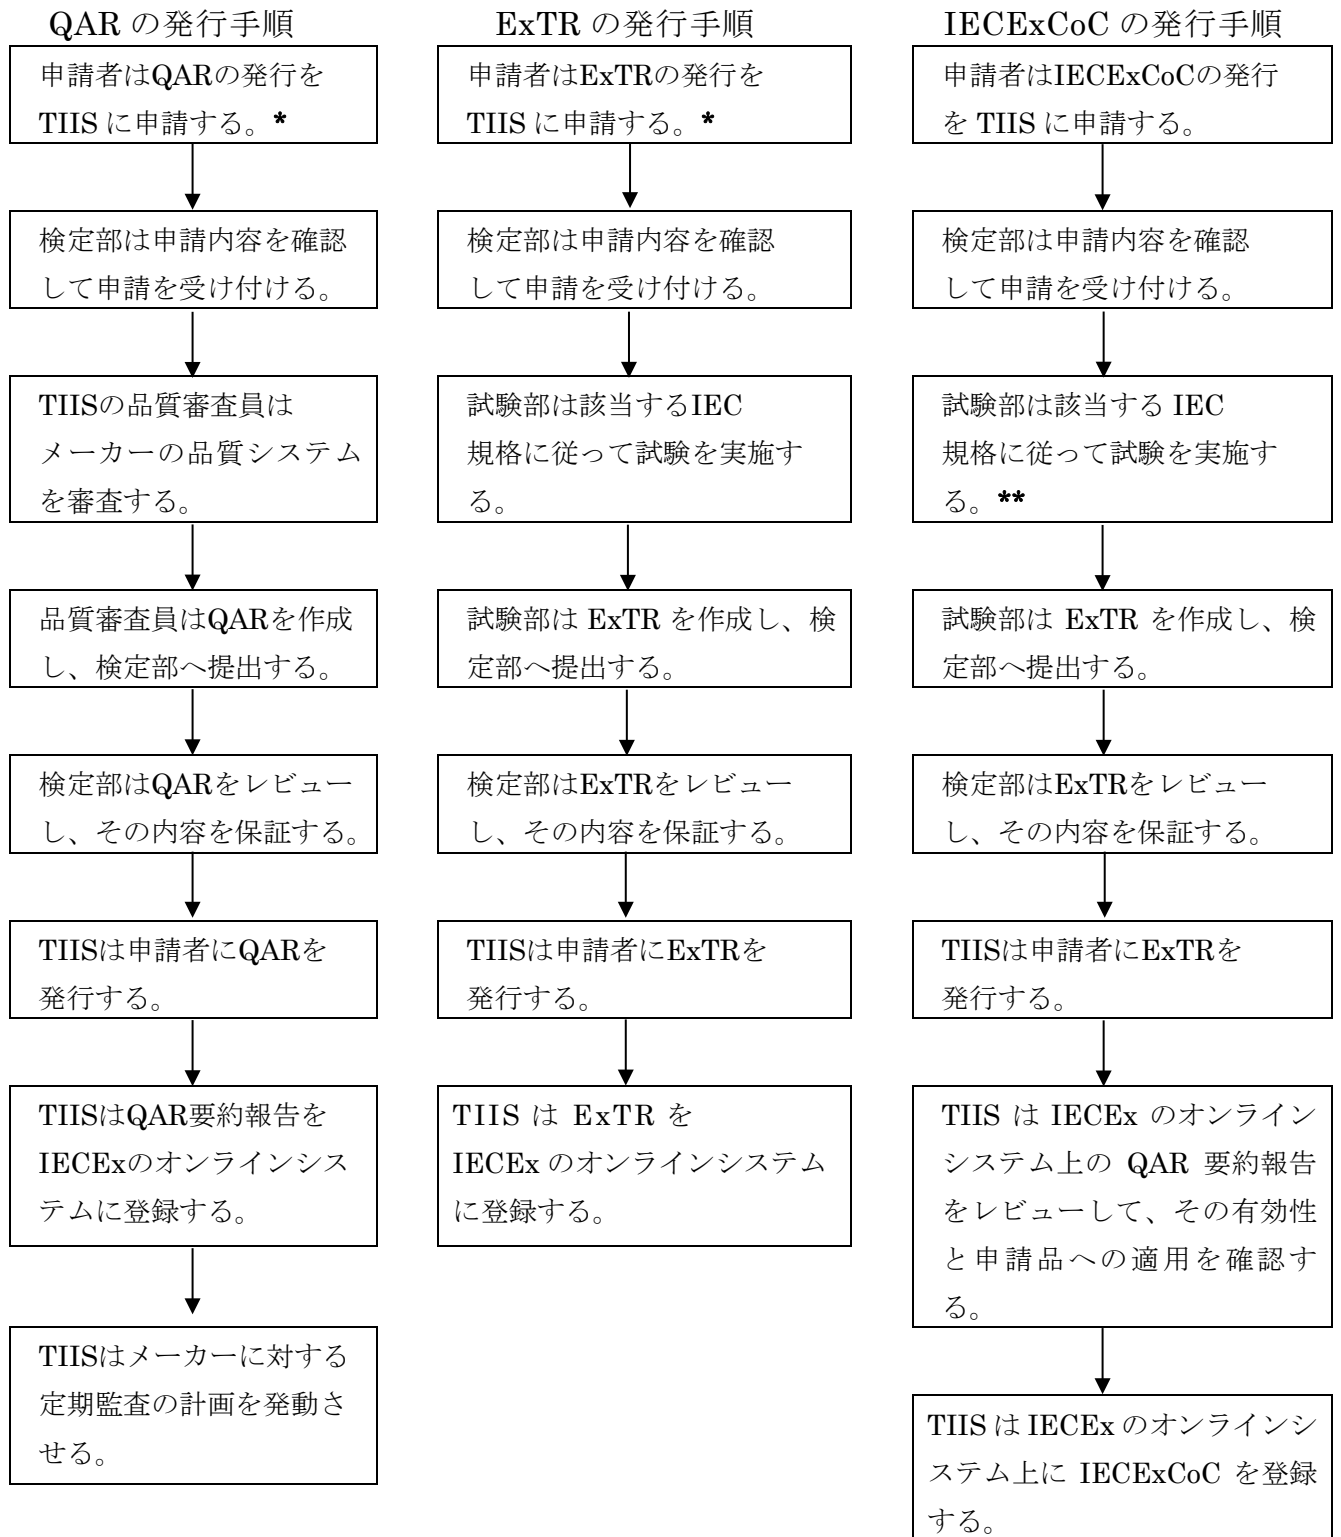 QAR の発行手順
申請者はQARの発行を
TIIS に申請する。*
検定部は申請内容を確認
して申請を受け付ける。
TIISの品質審査員は
メーカーの品質システム
を審査する。
品質審査員はQARを作成
し、検定部へ提出する。
検定部はQARをレビュー
し、その内容を保証する。
TIISは申請者にQARを
発行する。
TIISはQAR要約報告を
IECExのオンラインシス
テムに登録する。
TIISはメーカーに対する
定期監査の計画を発動さ
せる。
ExTR の発行手順
申請者はExTRの発行を
TIIS に申請する。*
検定部は申請内容を確認
して申請を受け付ける。
試験部は該当するIEC
規格に従って試験を実施す
る。
試験部は ExTR を作成し、検
定部へ提出する。
検定部はExTRをレビュー
し、その内容を保証する。
TIISは申請者にExTRを
発行する。
TIIS は ExTR を
IECEx のオンラインシステム
に登録する。
IECExCoC の発行手順
申請者はIECExCoCの発行
を TIIS に申請する。
検定部は申請内容を確認
して申請を受け付ける。
試験部は該当する IEC
規格に従って試験を実施す
る。**
試験部は ExTR を作成し、検
定部へ提出する。
検定部はExTRをレビュー
し、その内容を保証する。
TIISは申請者にExTRを
発行する。
TIIS は IECEx のオンライン
システム上の QAR 要約報告
をレビューして、その有効性
と申請品への適用を確認す
る。
TIIS は IECEx のオンラインシ
ステム上に IECExCoC を登録
する。